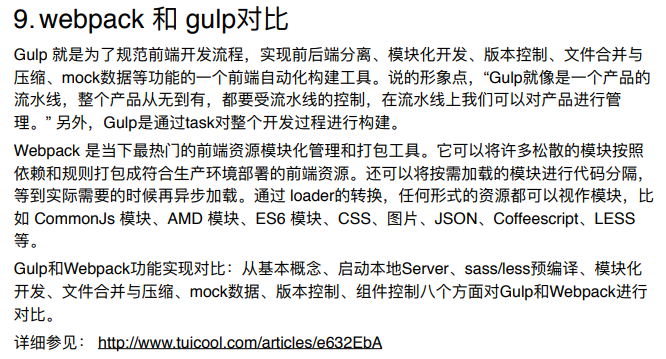 9. webpack 和 gulp对比
Gulp 就是为了规范前端开发流程，实现前后端分离、模块化开发、版本控制、文件合并与
压缩、mock数据等功能的一个前端自动化构建工具。说的形象点，“Gulp就像是一个产品的
流水线，整个产品从无到有，都要受流水线的控制，在流水线上我们可以对产品进行管
理。” 另外，Gulp是通过task对整个开发过程进行构建。
Webpack 是当下最热门的前端资源模块化管理和打包工具。它可以将许多松散的模块按照
依赖和规则打包成符合生产环境部署的前端资源。还可以将按需加载的模块进行代码分隔，
等到实际需要的时候再异步加载。通过 loader的转换，任何形式的资源都可以视作模块，比
如 CommonJs 模块、AMD 模块、ES6 模块、CSS、图片、JSON、Coffeescript、LESS
等。
Gulp和Webpack功能实现对比：从基本概念、启动本地Server、sass/less预编译、模块化
开发、文件合并与压缩、mock数据、版本控制、组件控制八个方面对Gulp和Webpack进行
对比。
详细参见： http://www.tuicool.com/articles/e632EbA